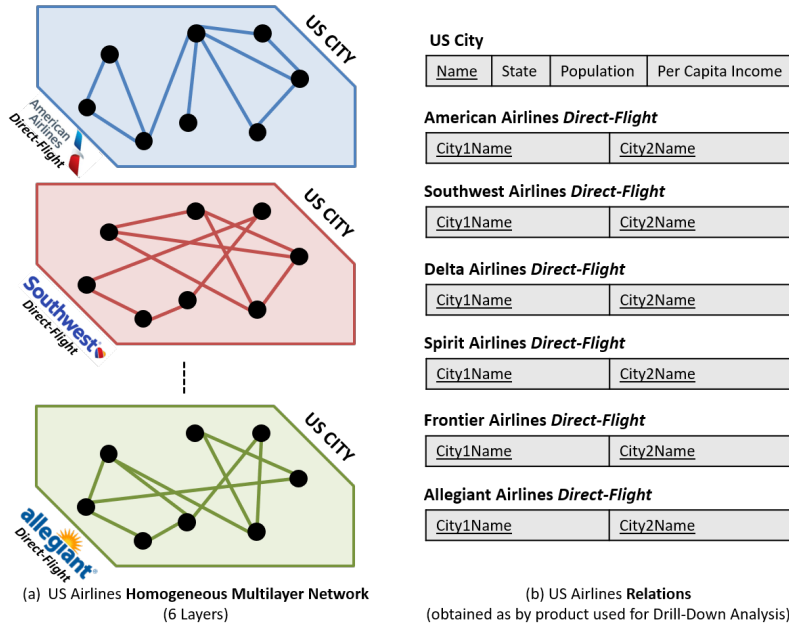 US CITY
American
Airlines
Direct-Flight
US CITY
Southwest
Direct-Flight
US CITY
allegiant
Direct-Flight
(a) US Airlines Homogeneous Multilayer Network
(6 Layers)
US City
Name State Population Per Capita Income
American Airlines Direct-Flight
City1Name City2Name
Southwest Airlines Direct-Flight
City1Name City2Name
Delta Airlines Direct-Flight
City1Name City2Name
Spirit Airlines Direct-Flight
City1Name City2Name
Frontier Airlines Direct-Flight
City1Name City2Name
Allegiant Airlines Direct-Flight
City1Name City2Name
(b) US Airlines Relations
(obtained as by product used for Drill-Down Analysis)